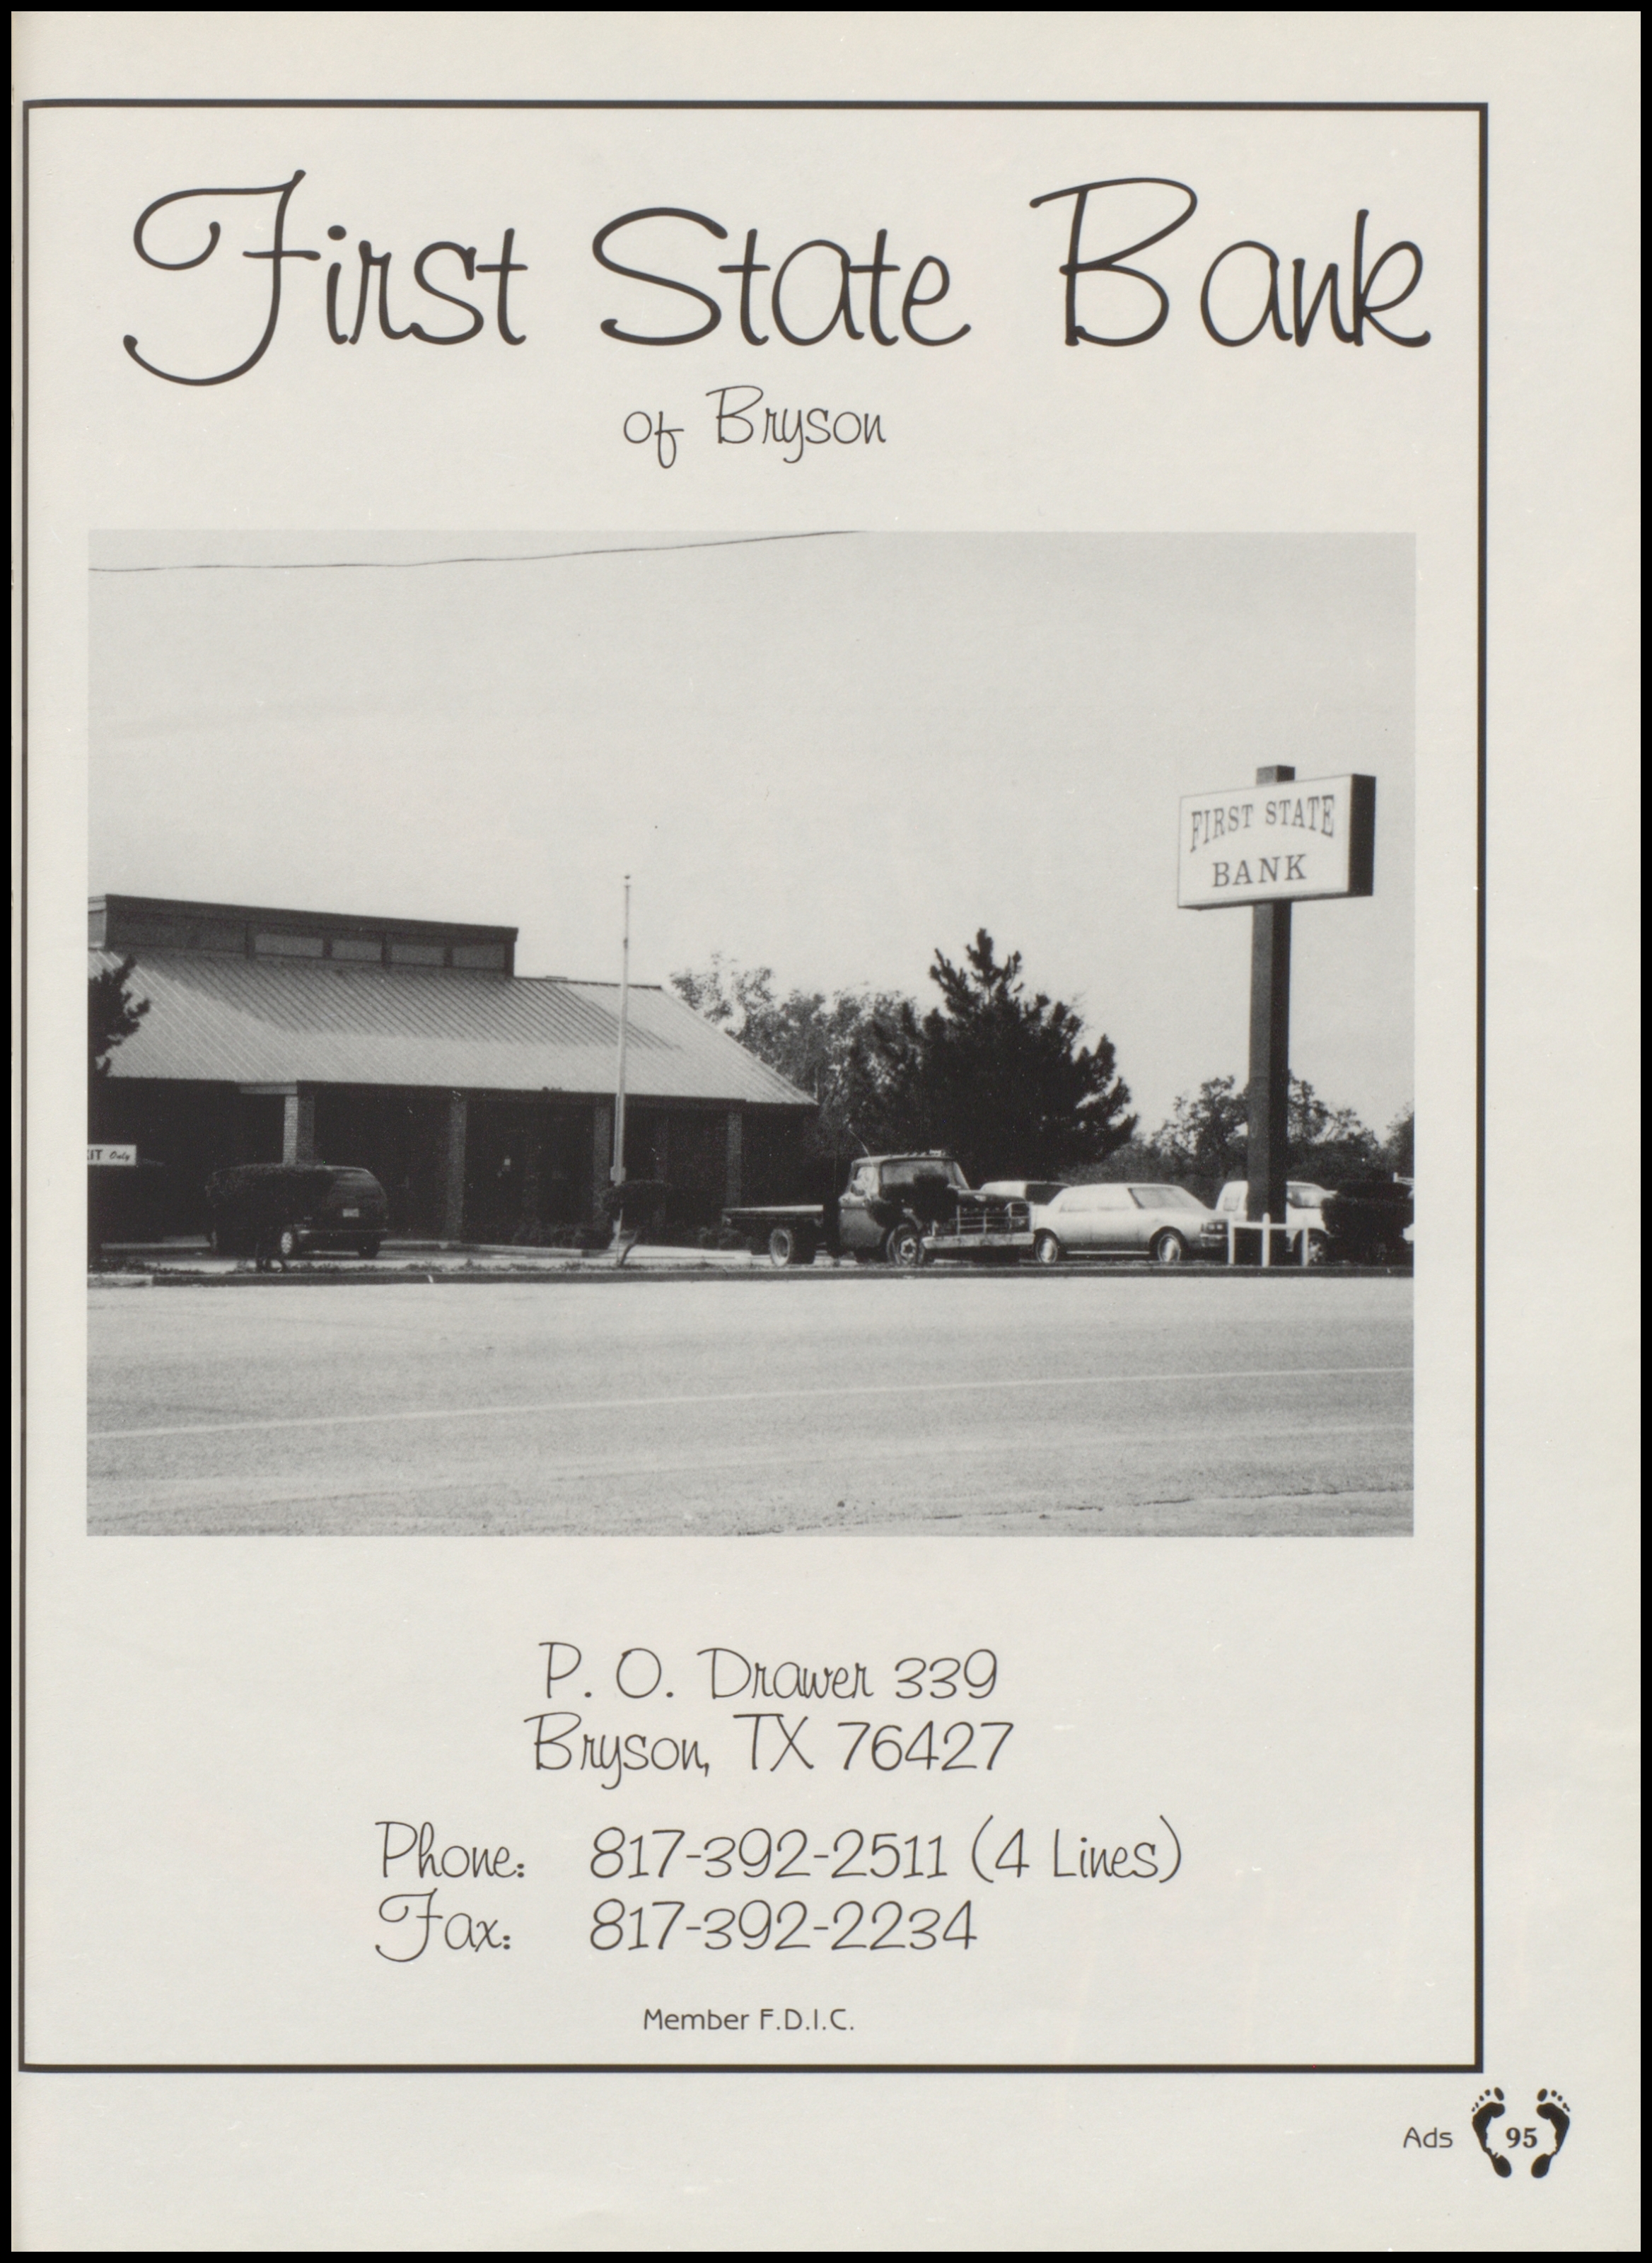 First State Bank
of Bryson
FIRST STATE
BANK
Only
P. O. Drawer 339
Bryson, TX 76427
Phone: 817-392-2511 (4 Lines)
Fax: 817-392-2234
Member F.D.I.C.
Ads 95